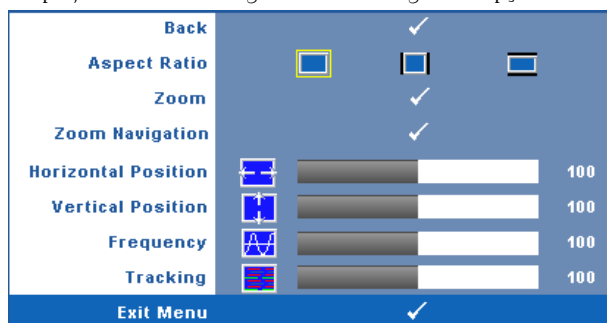 Back
Aspect Ratio
Zoom
Zoom Navigation
Horizontal Position 100
Vertical Position 100
Frequency 100
Tracking 100
Exit Menu